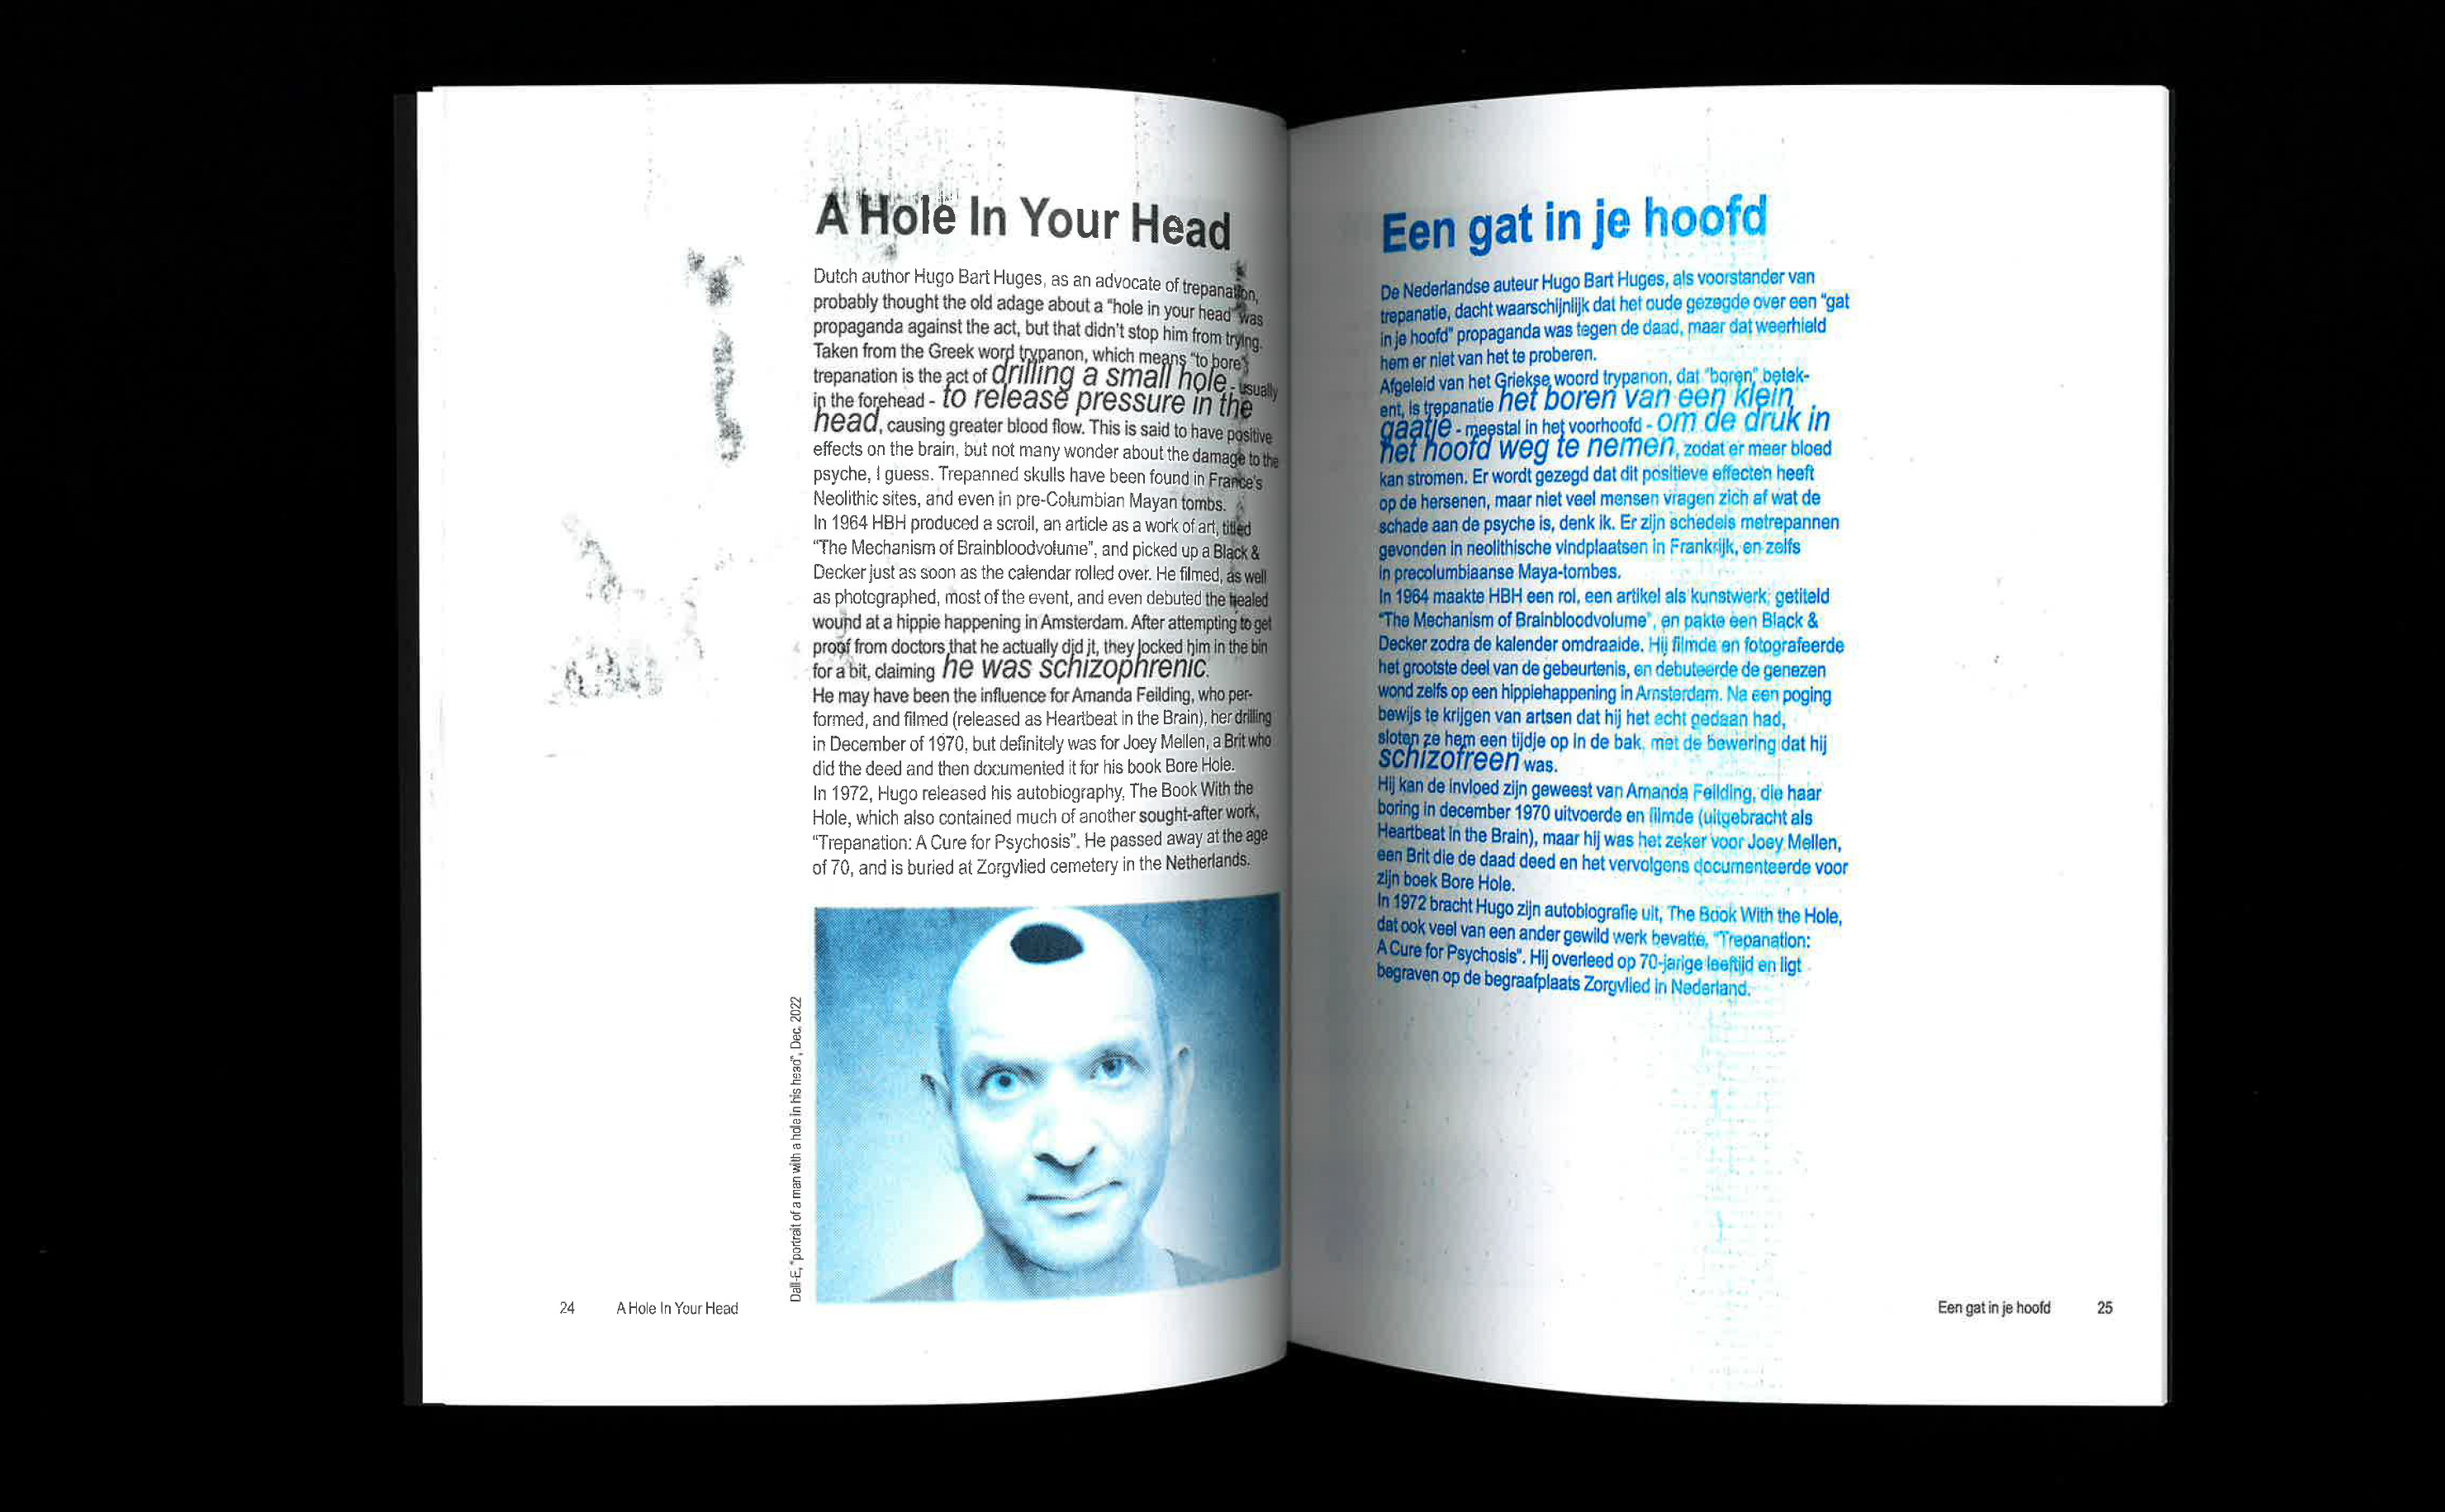 A Hole In Your Head
Dutch author Hugo Bart Huges, as an advocate of trepanation,
probably thought the old adage about a "hole in your head" was
propaganda against the act, but that didn't stop him from trying.
Taken from the Greek word trypanon, which means "to bore",
trepanation is the act of drilling a small hole - usually
in the forehead - to release pressure in the
head, causing greater blood flow. This is said to have positive
effects on the brain, but not many wonder about the damage to the
psyche, I guess. Trepanned skulls have been found in France's
Neolithic sites, and even in pre-Columbian Mayan tombs.
In 1964 HBH produced a scroll, an article as a work of art, titled
"The Mechanism of Brainbloodvolume", and picked up a Black &
Decker just as soon as the calendar rolled over. He filmed, as well
as photographed, most of the event, and even debuted the healed
wound at a hippie happening in Amsterdam. After attempting to get
proof from doctors that he actually did it, they locked him in the bin
for a bit, claiming he was schizophrenic.
He may have been the influence for Amanda Feilding, who per-
formed, and filmed (released as Heartbeat in the Brain), her drilling
in December of 1970, but definitely was for Joey Mellen, a Brit who
did the deed and then documented it for his book Bore Hole.
In 1972, Hugo released his autobiography, The Book With the
Hole, which also contained much of another sought-after work,
"Trepanation: A Cure for Psychosis". He passed away at the age
of 70, and is buried at Zorgvlied cemetery in the Netherlands.
Dall-E, "portrait of a man with a hole in his head", Dec. 2022
24 A Hole In Your Head
Een gat in je hoofd
De Nederlandse auteur Hugo Bart Huges, als voorstander van
trepanatie, dacht waarschijnlijk dat het oude gezegde over een "gat
in je hoofd" propaganda was tegen de daad, maar dat weerhield
hem er niet van het te proberen.
Afgeleid van het Griekse woord trypanon, dat "boren" betek-
ent, is trepanatie het boren van een klein
gaatje - meestal in het voorhoofd - om de druk in
het hoofd weg te nemen, zodat er meer bloed
kan stromen. Er wordt gezegd dat dit positieve effecten heeft
op de hersenen, maar niet veel mensen vragen zich af wat de
schade aan de psyche is, denk ik. Er zijn schedels metrepannen
gevonden in neolithische vindplaatsen in Frankrijk, en zelfs
in precolumbiaanse Maya-tombes.
In 1964 maakte HBH een rol, een artikel als kunstwerk, getiteld
"The Mechanism of Brainbloodvolume", en pakte een Black &
Decker zodra de kalender omdraaide. Hij filmde en fotografeerde
het grootste deel van de gebeurtenis, en debuteerde de genezen
wond zelfs op een hippiehappening in Amsterdam. Na een poging
bewijs te krijgen van artsen dat hij het echt gedaan had,
sloten ze hem een tijdje op in de bak, met de bewering dat hij
schizofreen was.
Hij kan de invloed zijn geweest van Amanda Feilding, die haar
boring in december 1970 uitvoerde en filmde (uitgebracht als
Heartbeat in the Brain), maar hij was het zeker voor Joey Mellen,
een Brit die de daad deed en het vervolgens documenteerde voor
zijn boek Bore Hole.
In 1972 bracht Hugo zijn autobiografie uit, The Book With the Hole,
dat ook veel van een ander gewild werk bevatte, "Trepanation:
A Cure for Psychosis". Hij overleed op 70-jarige leeftijd en ligt
begraven op de begraafplaats Zorgvlied in Nederland.
Een gat in je hoofd 25